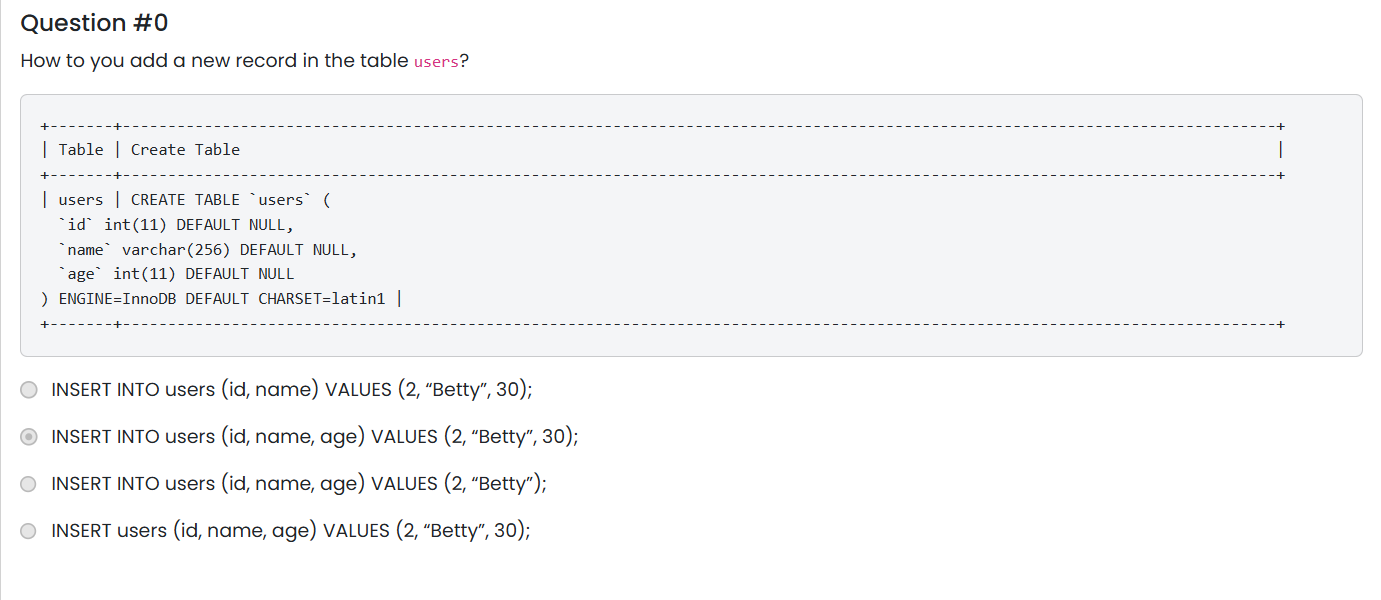 Question #0
How to you add a new record in the table users?
+-------+--------------------------------------------------------------------------------------------------------------------------------+
| Table | Create Table                                                                                                                   |
+-------+--------------------------------------------------------------------------------------------------------------------------------+
| users | CREATE TABLE `users` (
  `id` int(11) DEFAULT NULL,
  `name` varchar(256) DEFAULT NULL,
  `age` int(11) DEFAULT NULL
) ENGINE=InnoDB DEFAULT CHARSET=latin1 |
+-------+--------------------------------------------------------------------------------------------------------------------------------+
INSERT INTO users (id, name) VALUES (2, “Betty”, 30);
INSERT INTO users (id, name, age) VALUES (2, “Betty”, 30);
INSERT INTO users (id, name, age) VALUES (2, “Betty”);
INSERT users (id, name, age) VALUES (2, “Betty”, 30);